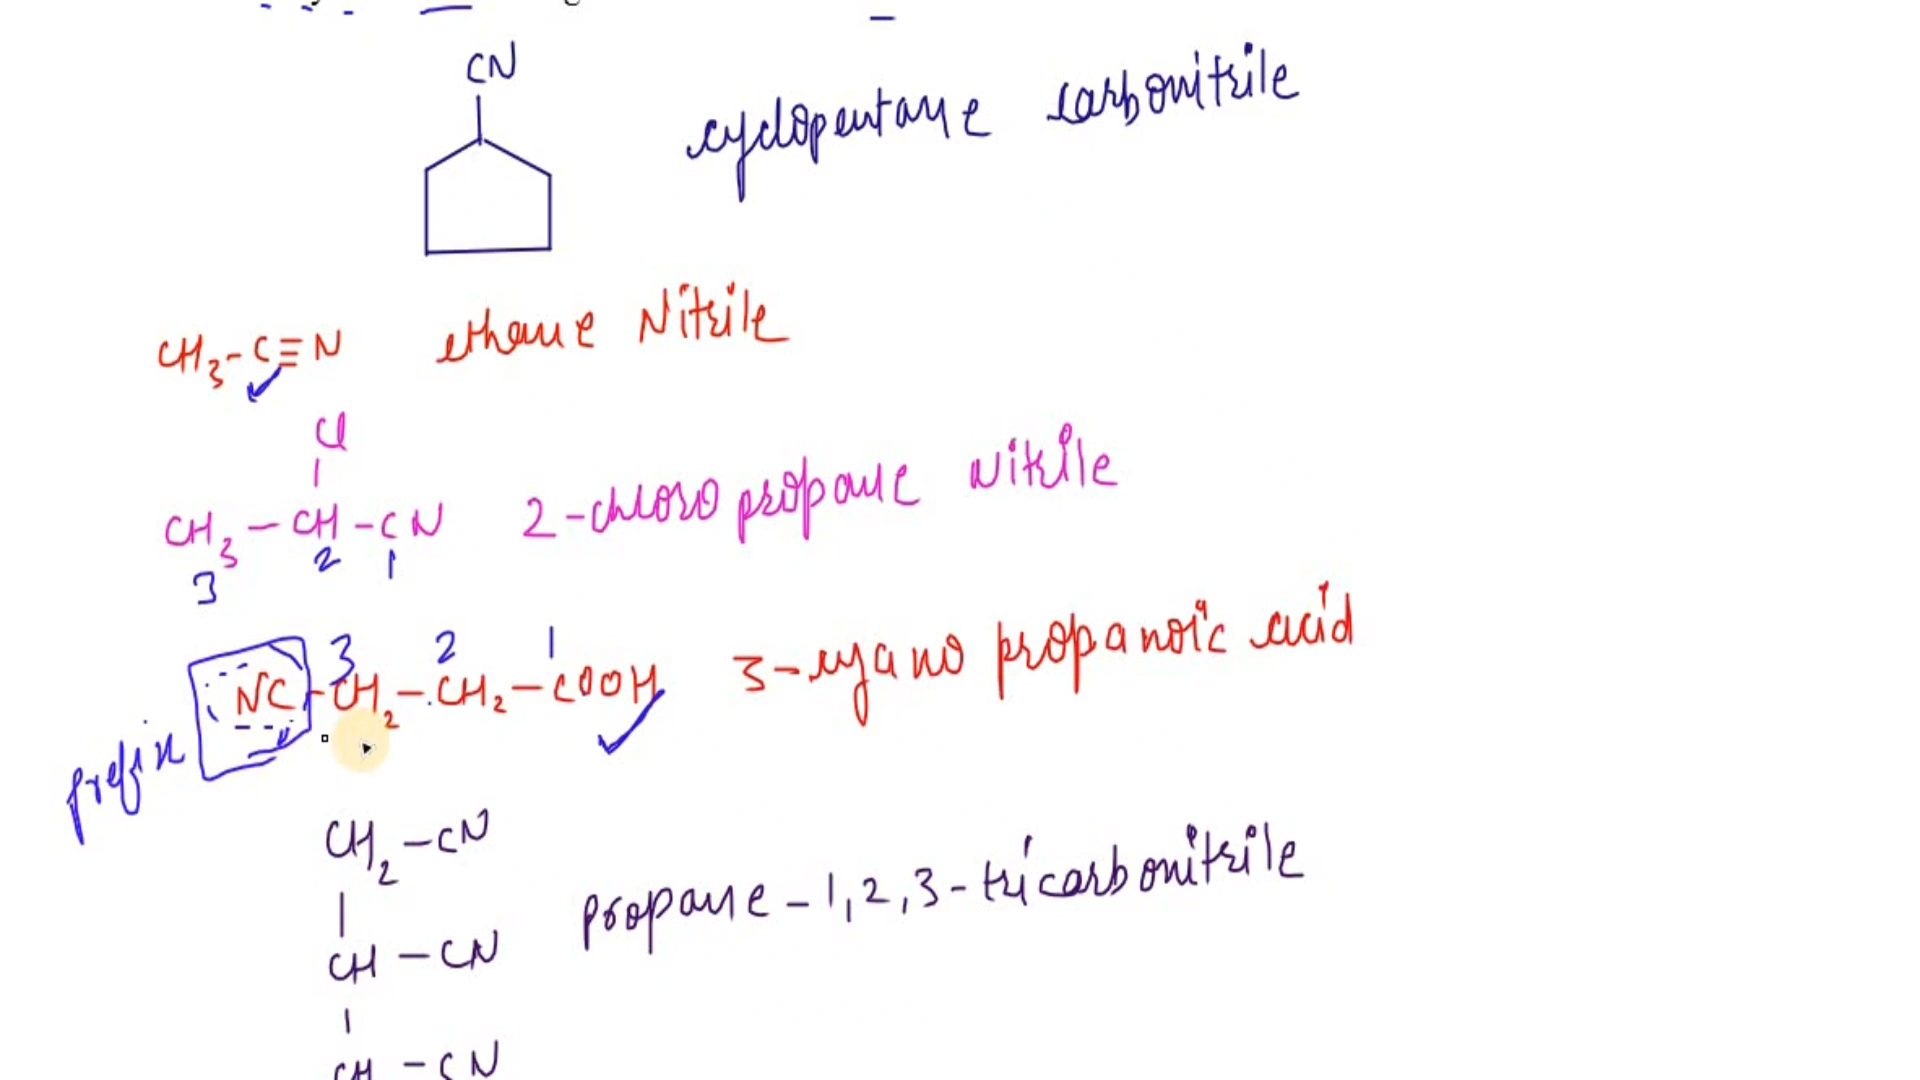 CN
cyclopentane carbonitrile
CH3-C≡N ethane Nitrile
Cl
CH3 - CH - CN 2-chloro propane Nitrile
3 2 1
3 2 1
NC - CH2 - CH2 - COOH 3-cyano propanoic acid
prefix
CH2 - CN
propane-1,2,3-tricarbonitrile
CH - CN
CH - CN